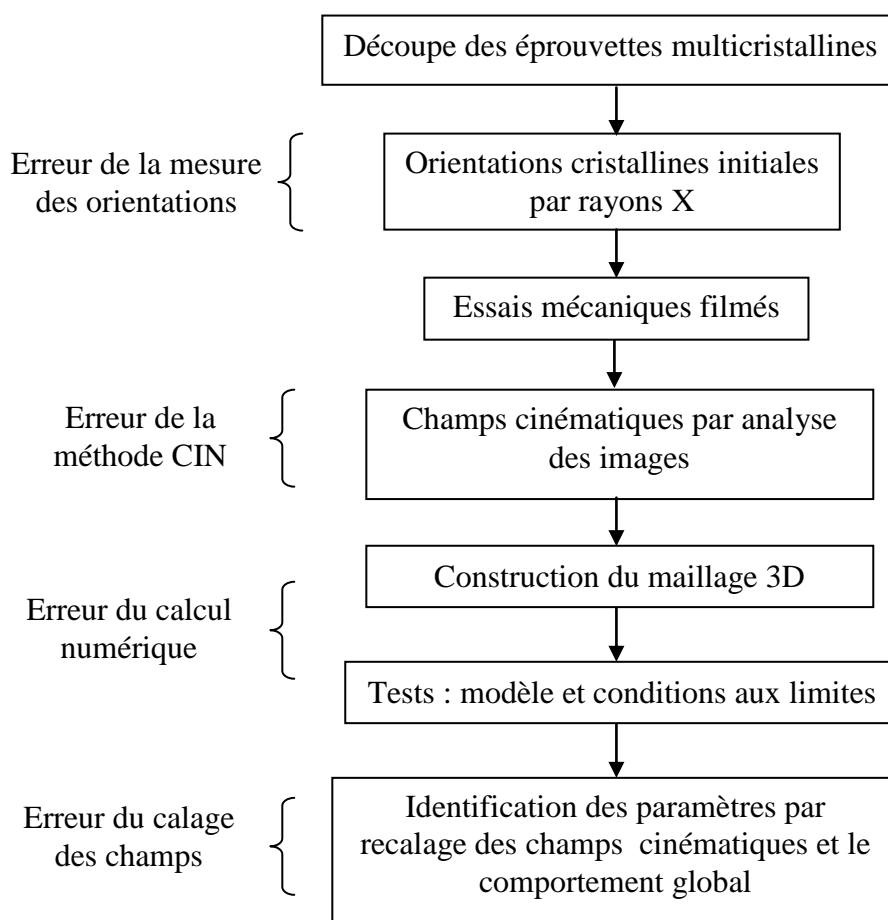 Découpe des éprouvettes multicristallines
Erreur de la mesure
des orientations
Orientations cristallines initiales
par rayons X
Essais mécaniques filmés
Erreur de la
méthode CIN
Champs cinématiques par analyse
des images
Construction du maillage 3D
Erreur du calcul
numérique
Tests : modèle et conditions aux limites
Erreur du calage
des champs
Identification des paramètres par
recalage des champs cinématiques et le
comportement global